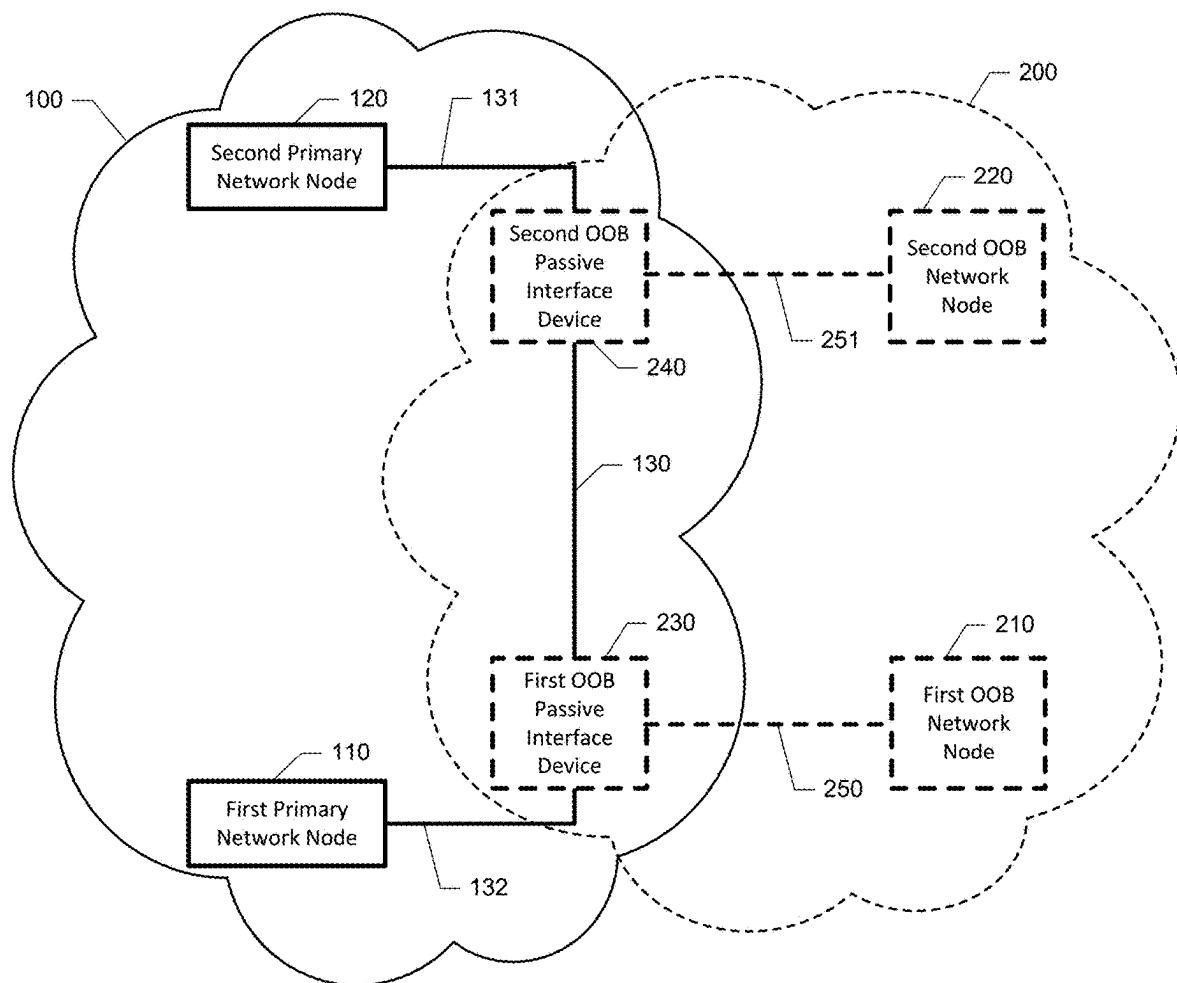 200
100
120
131
Second Primary
Network Node
220
Second OOB
Passive
Interface
Device
Second OOB
Network
Node
251
240
130
230
210
First OOB
Passive
Interface
Device
First OOB
Network
Node
110
250
First Primary
Network Node
132